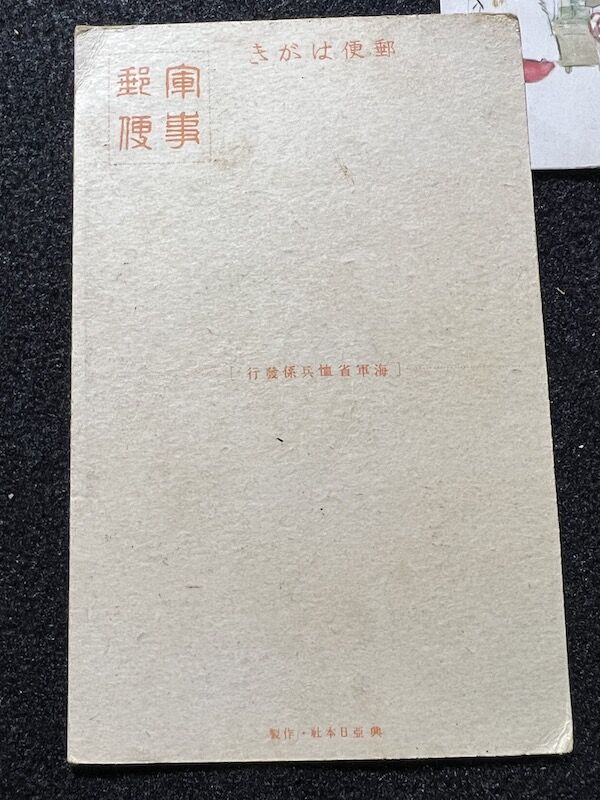 郵便はがき
軍事
郵便
[海軍省恤兵係發行]
興亞日本社・作製